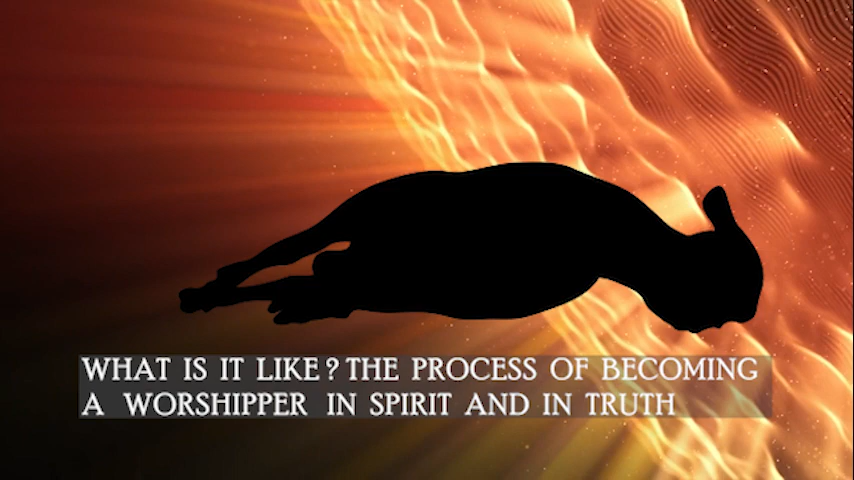 WHAT IS IT LIKE? THE PROCESS OF BECOMING
A WORSHIPPER IN SPIRIT AND IN TRUTH